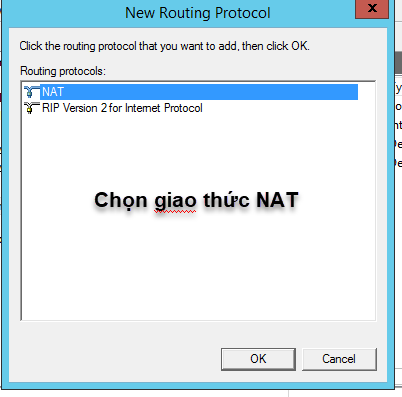 New Routing Protocol
x
Click the routing protocol that you want to add, then click OK.
Routing protocols:
NAT
RIP Version 2 for Internet Protocol
Chọn giao thức NAT
OK
Cancel